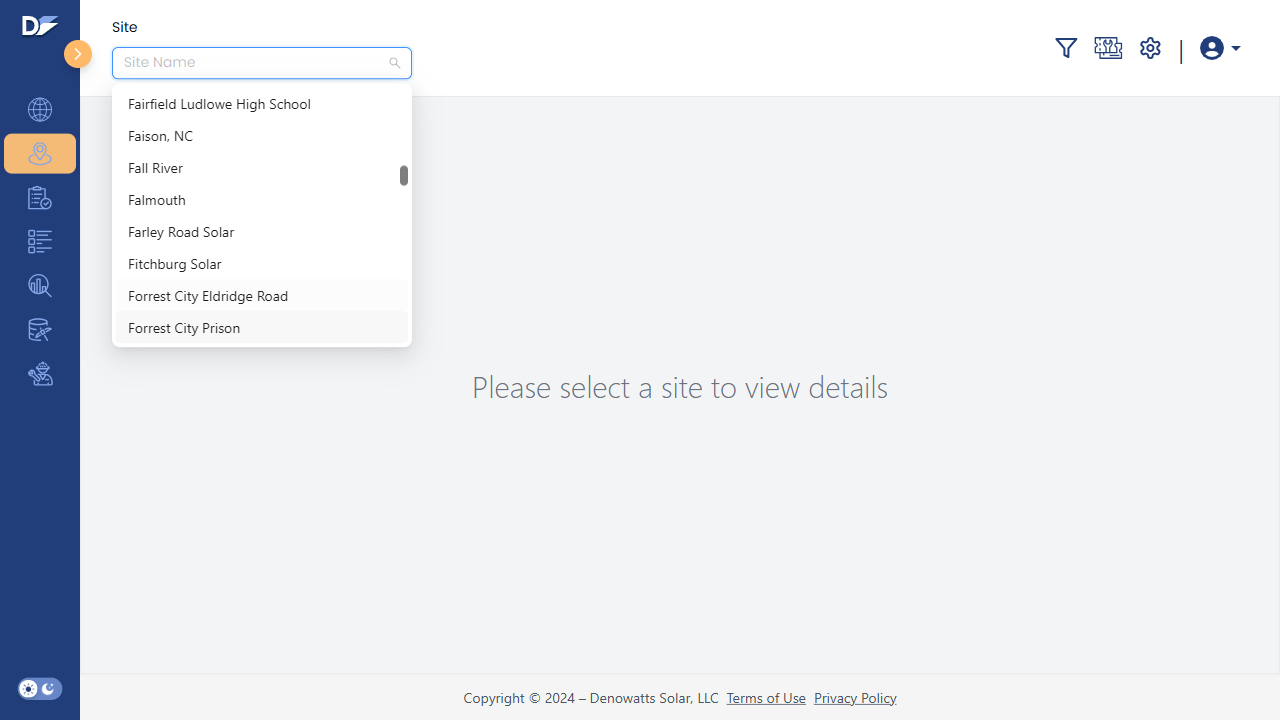 Site
Site Name
Fairfield Ludlowe High School
Faison, NC
Fall River
Falmouth
Farley Road Solar
Fitchburg Solar
Forrest City Eldridge Road
Forrest City Prison
Please select a site to view details
Copyright © 2024 – Denowatts Solar, LLC Terms of Use Privacy Policy